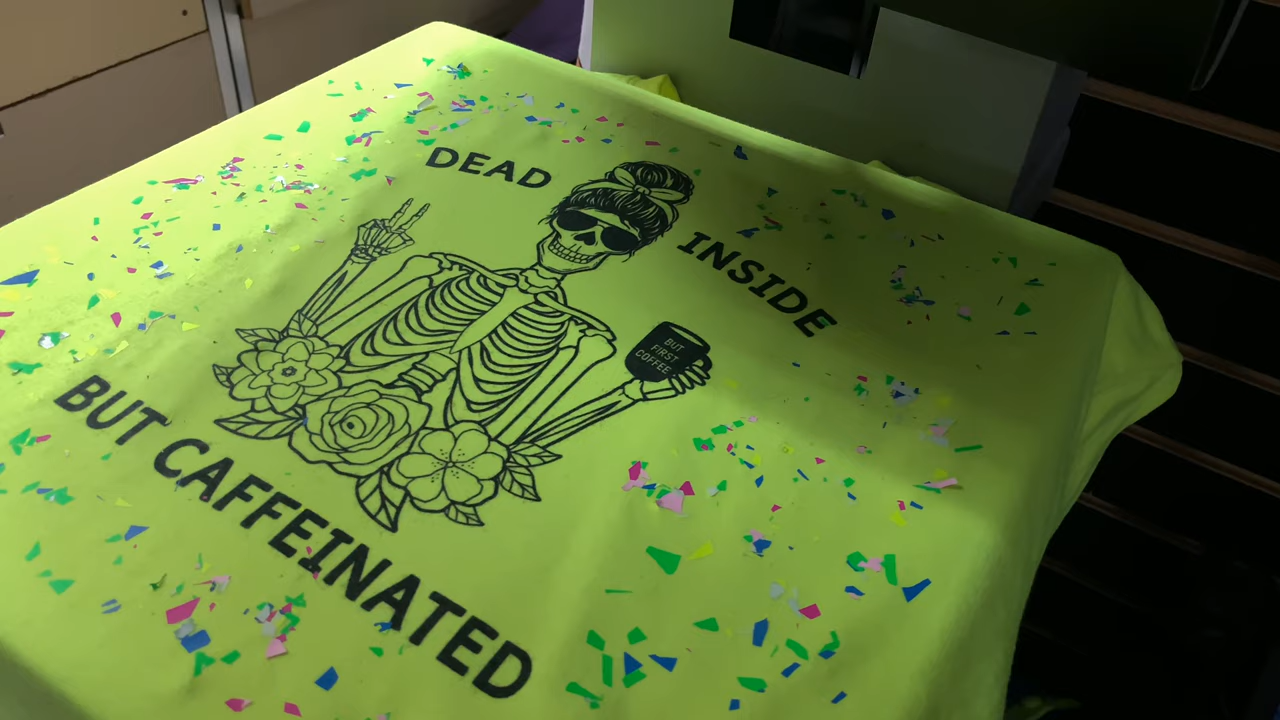 DEAD
INSIDE
BUT
FIRST
COFFEE
BUT CAFFEINATED